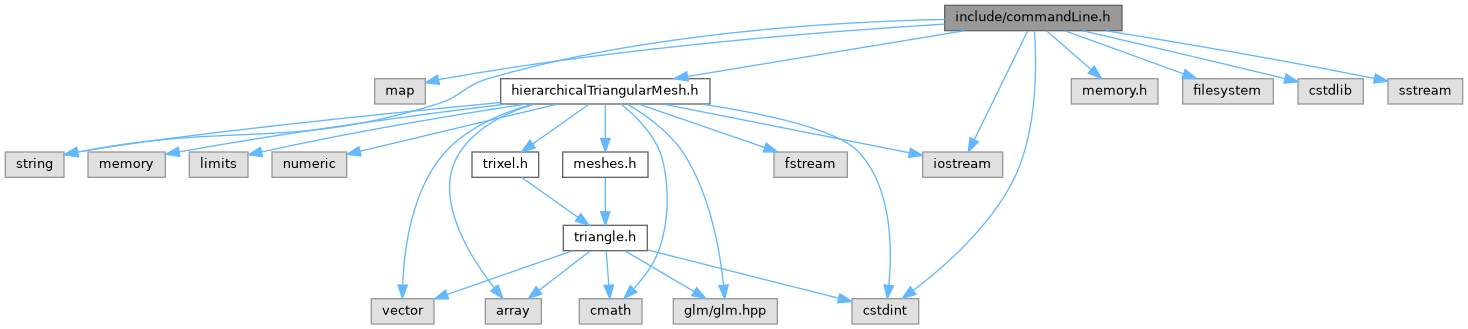 include/commandLine.h
map
hierarchicalTriangularMesh.h
memory.h
filesystem
cstdlib
sstream
string
memory
limits
numeric
trixel.h
meshes.h
fstream
iostream
triangle.h
vector
array
cmath
glm/glm.hpp
cstdint